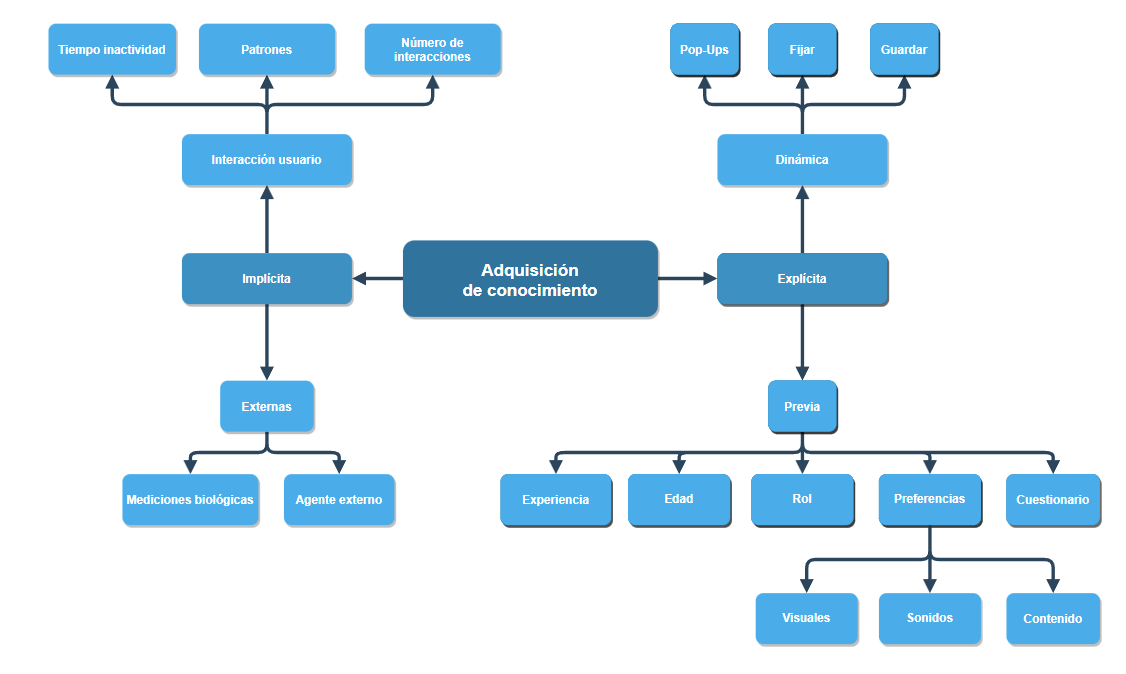 Tiempo inactividad
Patrones
Número de
interacciones
Pop-Ups
Fijar
Guardar
Interacción usuario
Dinámica
Adquisición
de conocimiento
Implícita
Explícita
Externas
Previa
Mediciones biológicas
Agente externo
Experiencia
Edad
Rol
Preferencias
Cuestionario
Visuales
Sonidos
Contenido